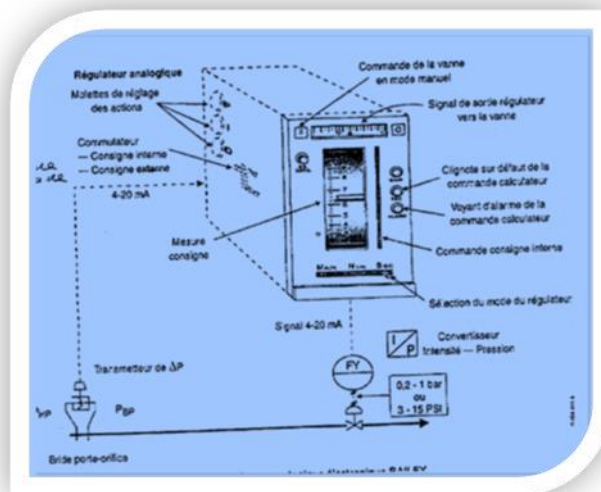 Régulateur analogique
Molettes de réglage
des actions
Commutateur
— Consigne interne
— Consigne externe
4-20 mA
Mesure
consigne
Commande de la vanne
en mode manuel
Signal de sortie régulateur
vers la vanne
Clignote sur défaut de la
commande calculateur
Voyant d'alarme de la
commande calculateur
Commande consigne interne
Sélection du mode du régulateur
Signal 4-20 mA
I
P
Convertisseur
Intensité — Pression
FY
0,2 - 1 bar
ou
3 - 15 PSI
Transmetteur de ΔP
Bride porte-orifice